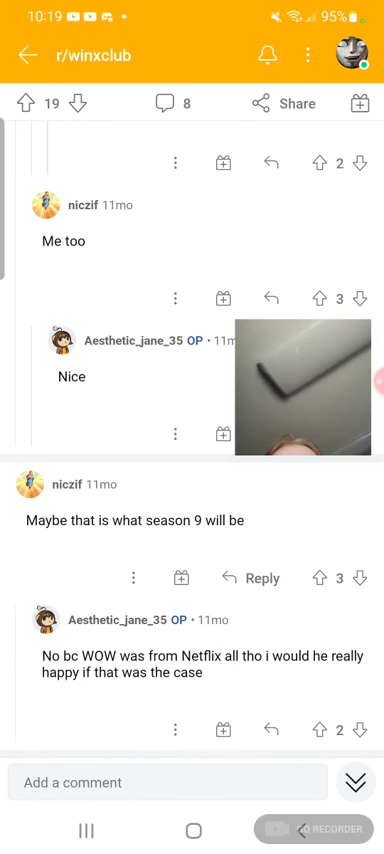 10:19
95%
r/winxclub
19
8
Share
2
niczif 11mo
Me too
3
Aesthetic_jane_35 OP • 11m
Nice
niczif 11mo
Maybe that is what season 9 will be
Reply
3
Aesthetic_jane_35 OP • 11mo
No bc WOW was from Netflix all tho i would he really
happy if that was the case
2
Add a comment
GO RECORDER